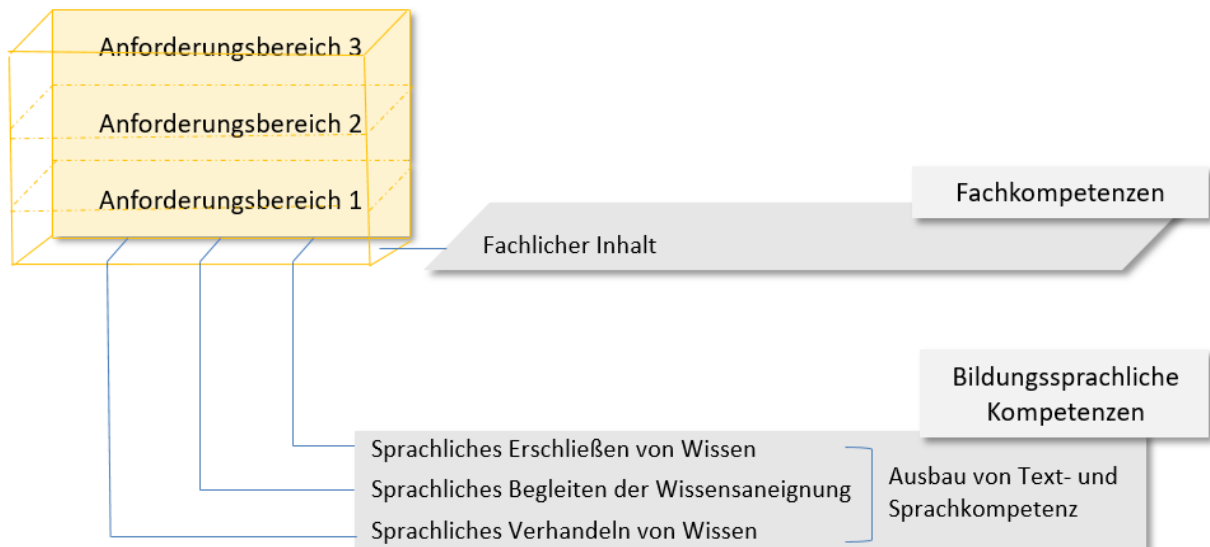 Anforderungsbereich 3
Anforderungsbereich 2
Anforderungsbereich 1
Fachkompetenzen
Fachlicher Inhalt
Bildungssprachliche
Kompetenzen
Sprachliches Erschließen von Wissen
Sprachliches Begleiten der Wissensaneignung
Sprachliches Verhandeln von Wissen
Ausbau von Text- und
Sprachkompetenz